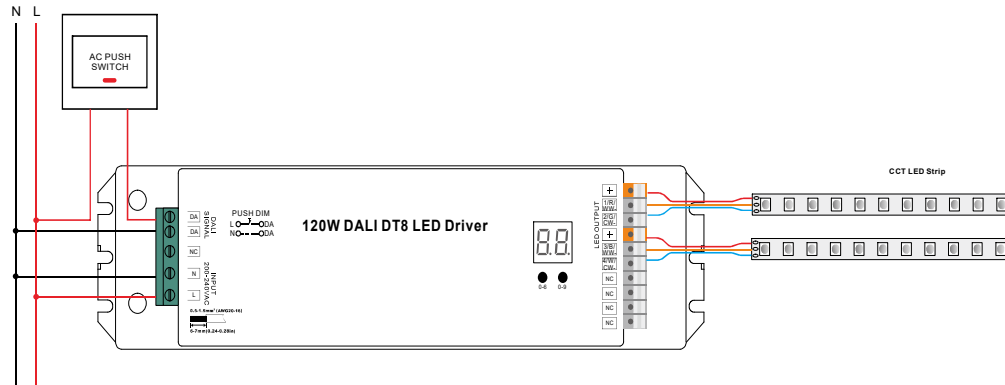 N L
AC PUSH
SWITCH
DA
DA
NC
N
L
DALI
SIGNAL
INPUT
200-240VAC
PUSH DIM
L DA
N DA
0.5-1.5mm² (AWG20-16)
6-7mm(0.24-0.28in)
120W DALI DT8 LED Driver
88.
0-8 0-9
LED OUTPUT
+
1/R/
WW-
2/G/
CW-
+
3/B/
WW-
4/W/
CW-
NC
NC
NC
CCT LED Strip